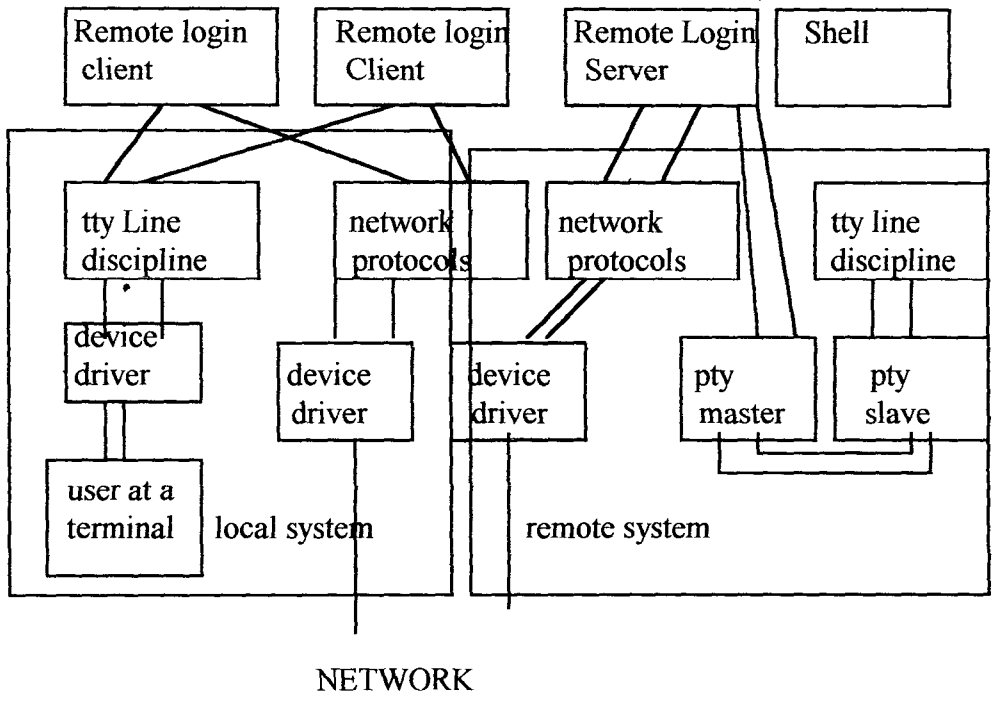 Remote login
client
Remote login
Client
Remote Login
Server
Shell
tty Line
discipline
network
protocols
network
protocols
tty line
discipline
device
driver
device
driver
device
driver
pty
master
pty
slave
user at a
terminal
local system
remote system
NETWORK